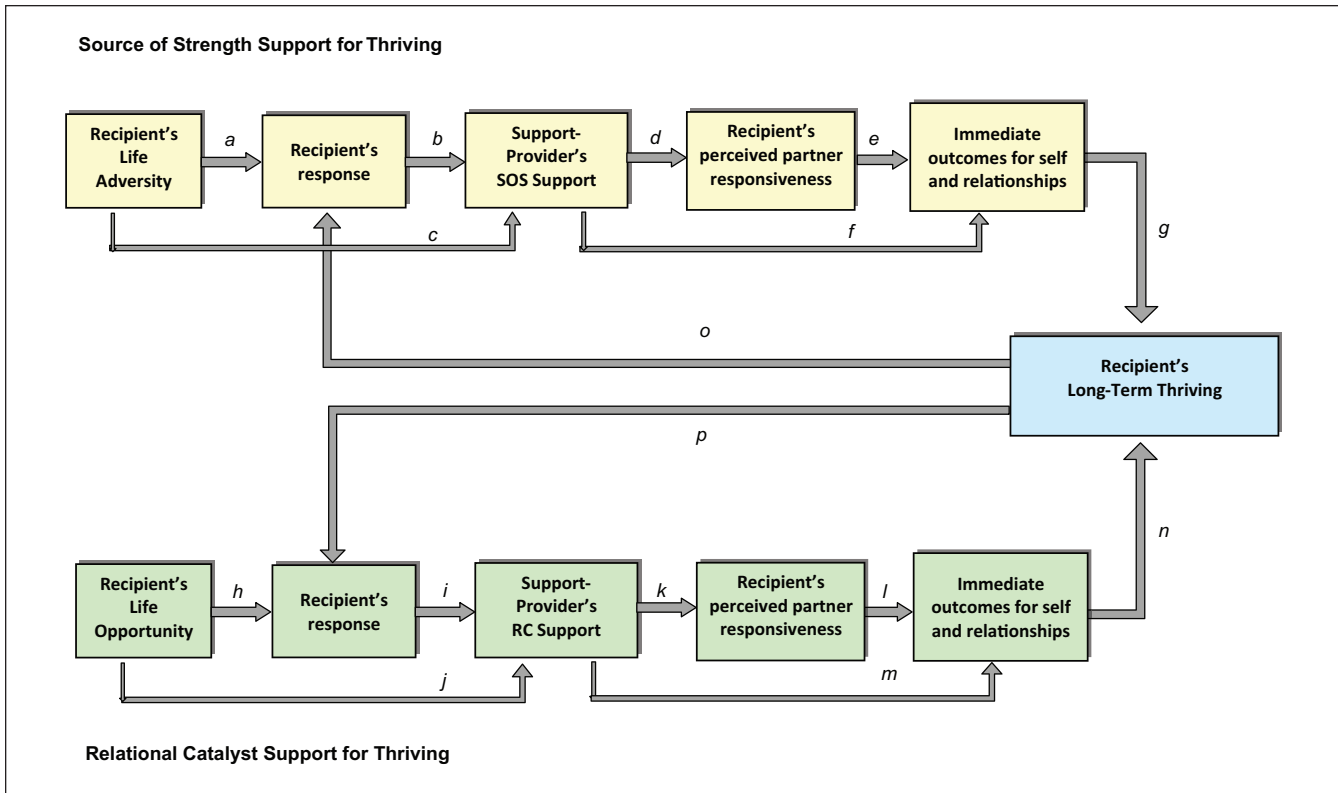 Source of Strength Support for Thriving
Recipient's
Life
Adversity
a
Recipient's
response
b
Support-
Provider's
SOS Support
d
Recipient's
perceived partner
responsiveness
e
Immediate
outcomes for self
and relationships
c
f
g
o
Recipient's
Long-Term Thriving
p
n
Recipient's
Life
Opportunity
h
Recipient's
response
i
Support-
Provider's
RC Support
k
Recipient's
perceived partner
responsiveness
l
Immediate
outcomes for self
and relationships
j
m
Relational Catalyst Support for Thriving